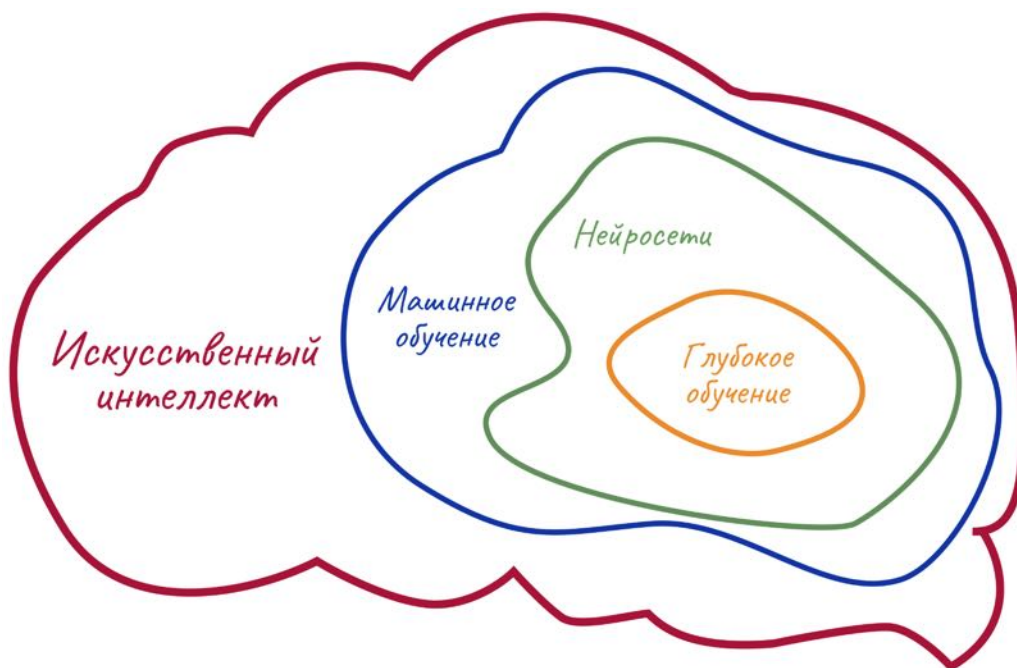 Нейросети
Машинное
обучение
Искусственный
интеллект
Глубокое
обучение